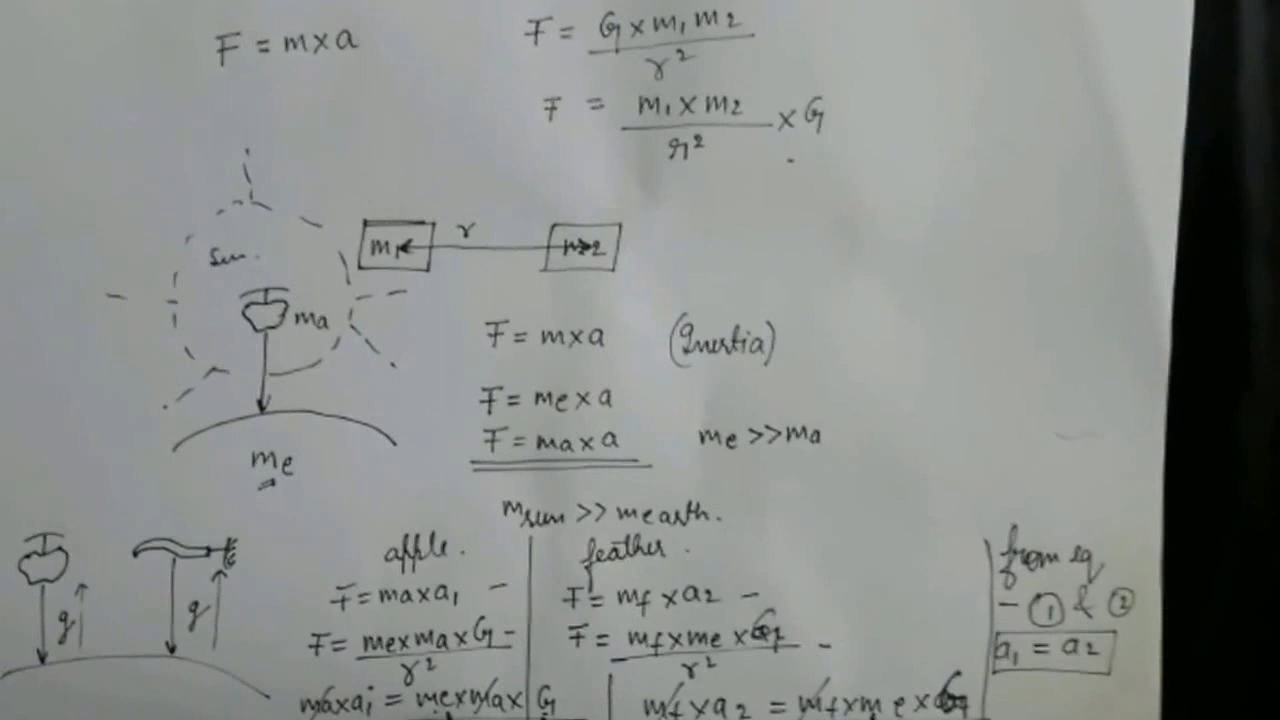 F = m x a
F = G x m1 m2 / r²
F = m1 x m2 / r² x G
Sun.
m1 r m2
ma
F = m x a (Inertia)
F = me x a
F = ma x a me >> ma
me
msun >> mearth.
apple. feather.
F = ma x a1 - F = mf x a2 -
F = me x ma x G / r² - F = mf x me x G / r² -
ma x a1 = me x ma x G mf x a2 = mf x me x G
g g
from eq
- ① & ②
a1 = a2